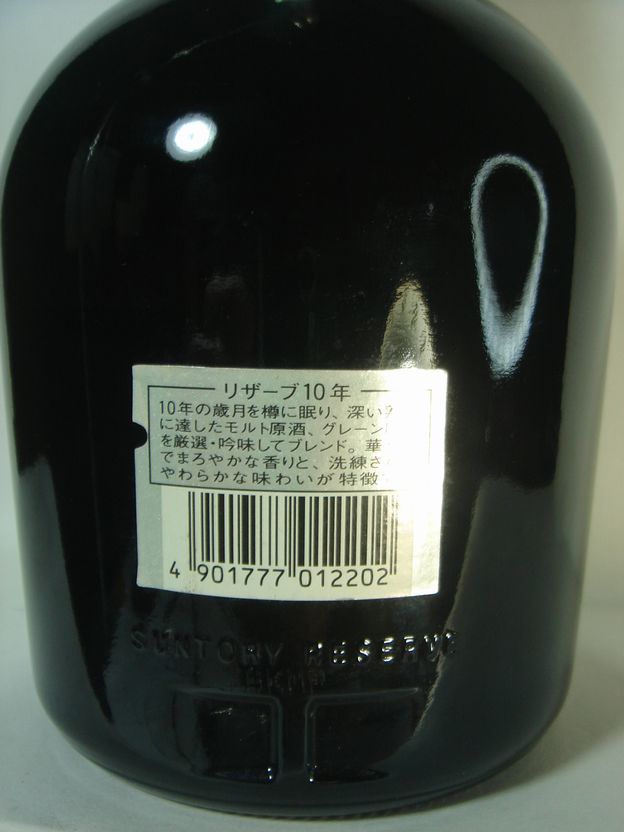 リザーブ10年
10年の歳月を樽に眠り、深い
に達したモルト原酒、グレーン
を厳選・吟味してブレンド。華
でまろやかな香りと、洗練さ
やわらかな味わいが特徴
4 901777 012202
SUNTORY RESERVE